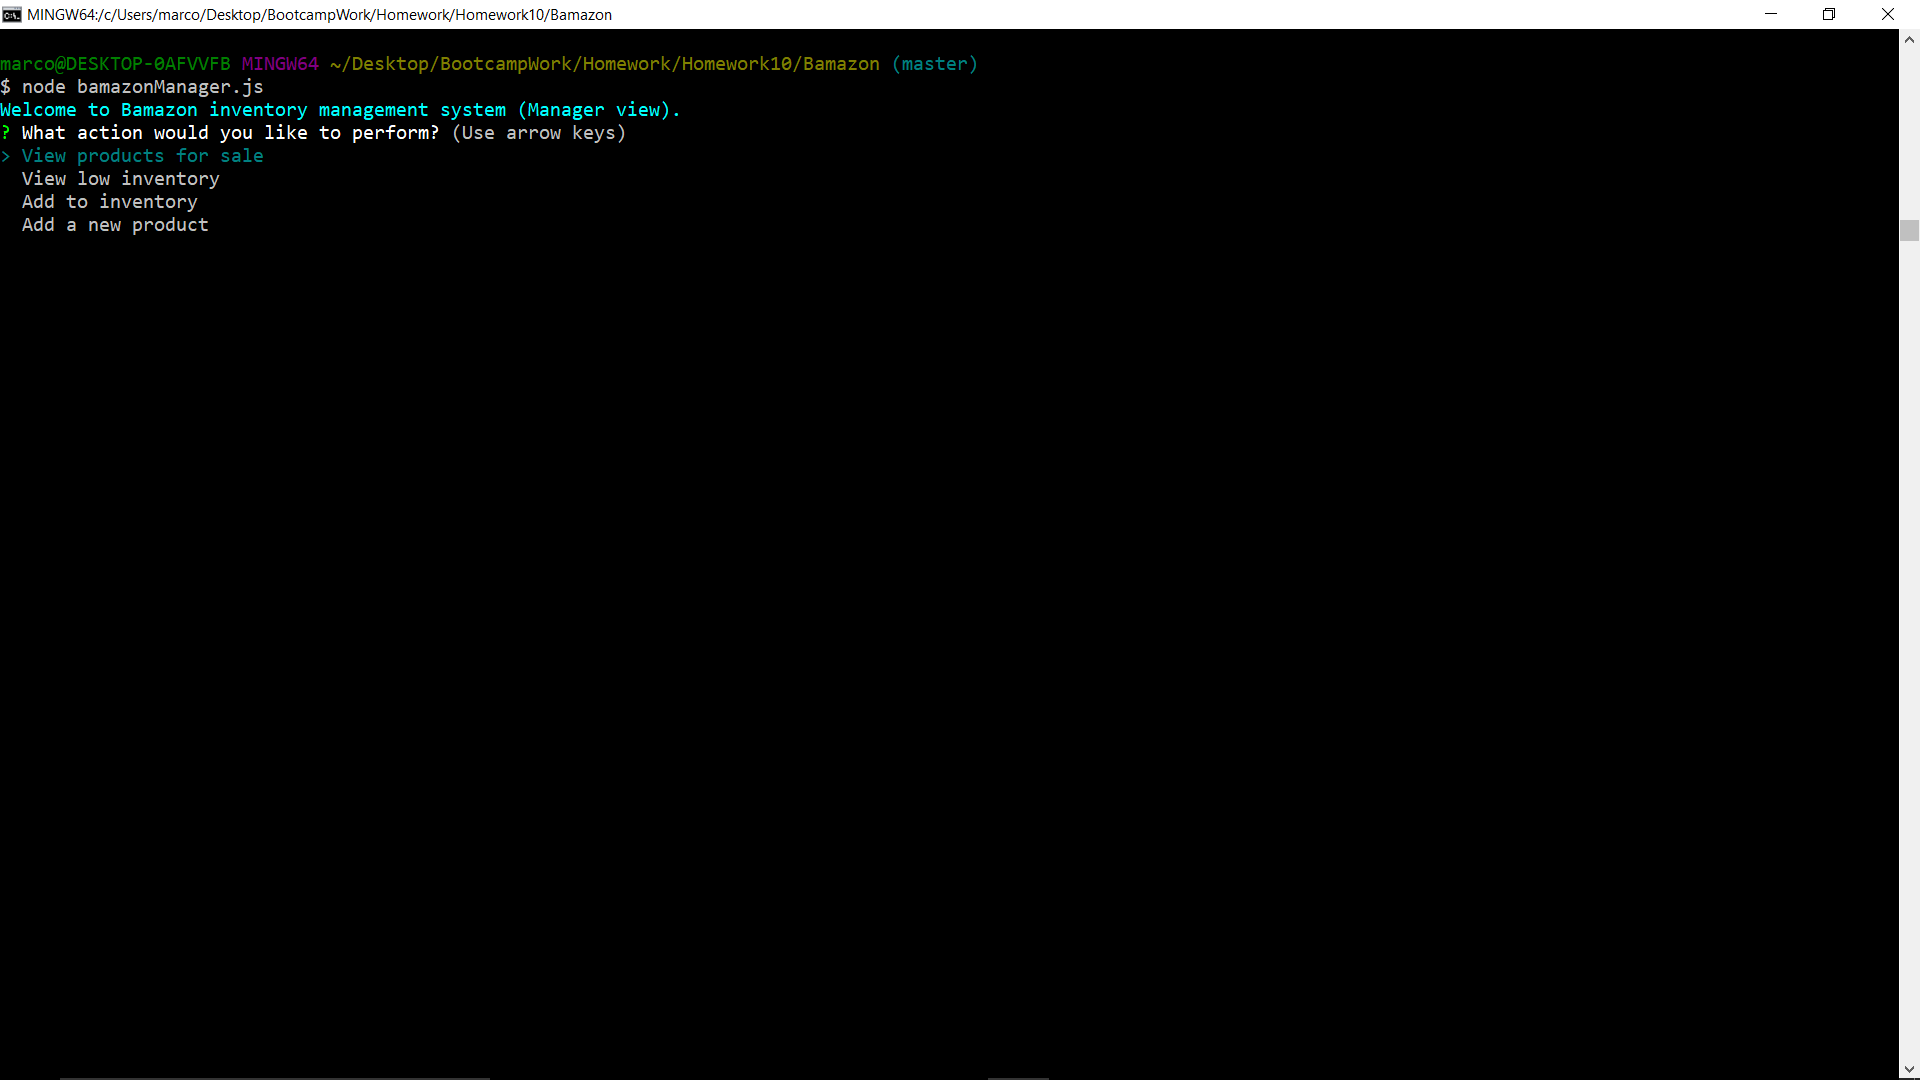 MINGW64:/c/Users/marco/Desktop/BootcampWork/Homework/Homework10/Bamazon
marco@DESKTOP-0AFVVFB MINGW64 ~/Desktop/BootcampWork/Homework/Homework10/Bamazon (master)
$ node bamazonManager.js
Welcome to Bamazon inventory management system (Manager view).
? What action would you like to perform? (Use arrow keys)
> View products for sale
View low inventory
Add to inventory
Add a new product